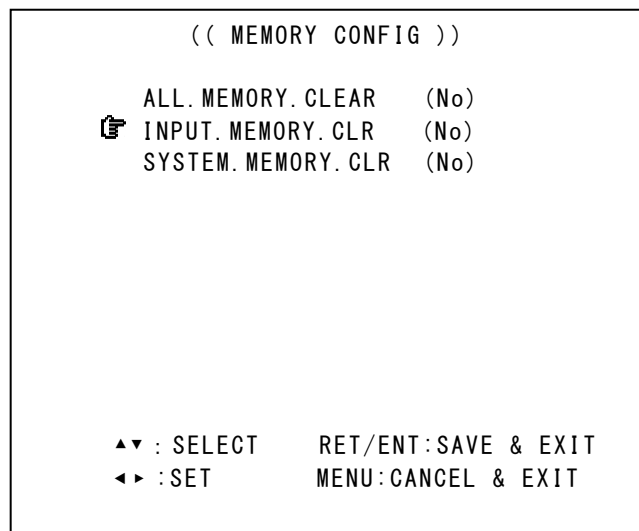 (( MEMORY CONFIG ))
ALL.MEMORY.CLEAR (No)
INPUT.MEMORY.CLR (No)
SYSTEM.MEMORY.CLR (No)
▲▼ : SELECT RET/ENT:SAVE & EXIT
◄► :SET MENU:CANCEL & EXIT